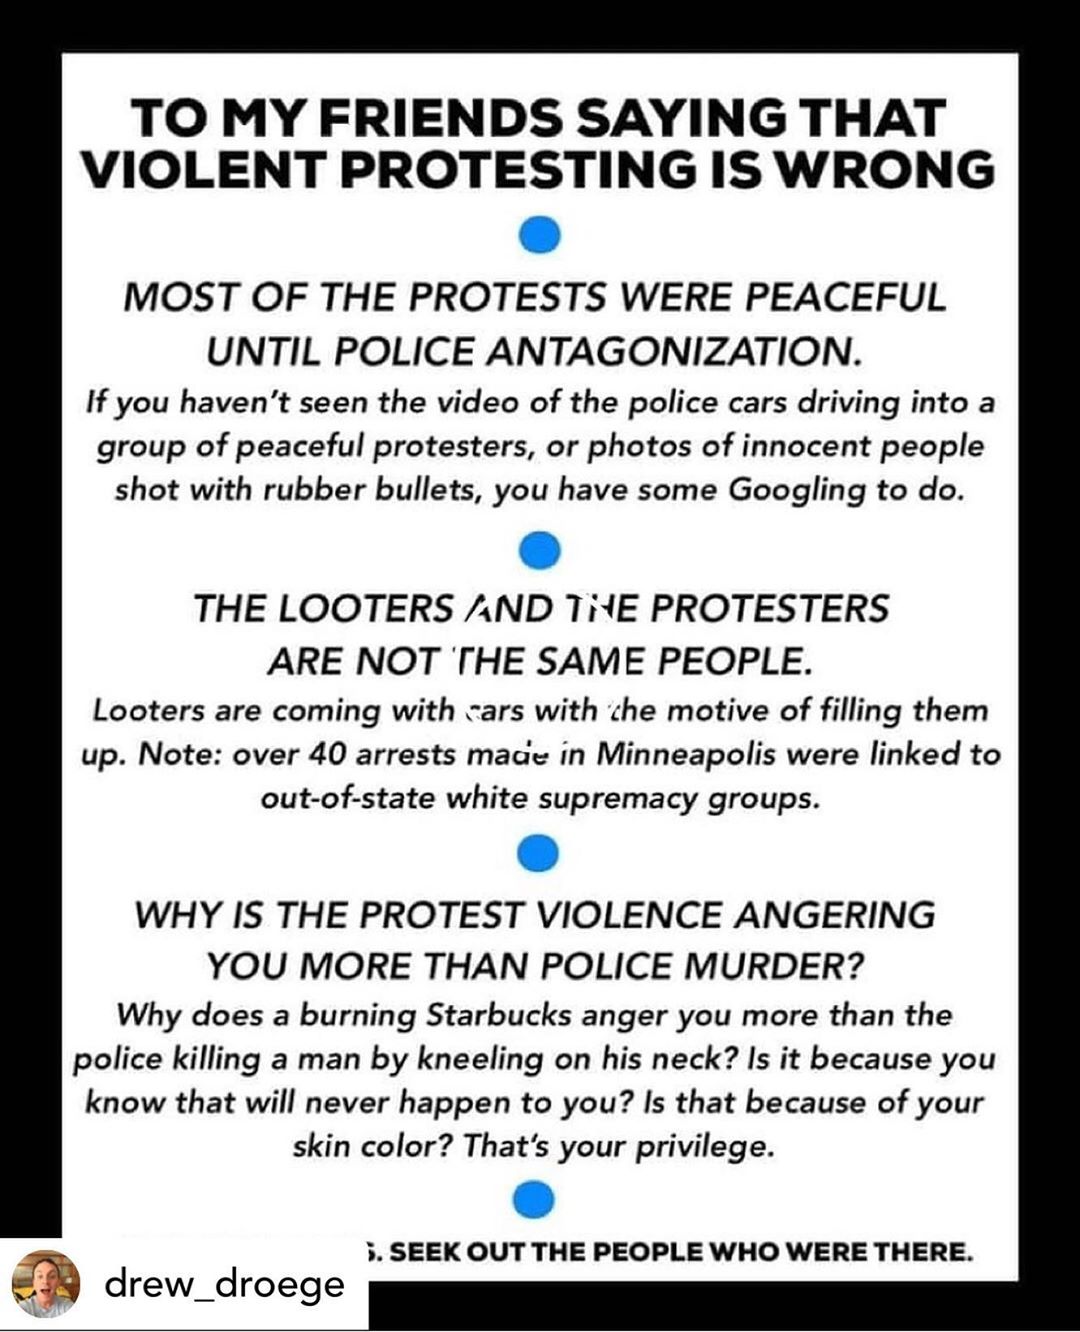 TO MY FRIENDS SAYING THAT
VIOLENT PROTESTING IS WRONG
MOST OF THE PROTESTS WERE PEACEFUL
UNTIL POLICE ANTAGONIZATION.
If you haven't seen the video of the police cars driving into a
group of peaceful protesters, or photos of innocent people
shot with rubber bullets, you have some Googling to do.
THE LOOTERS AND THE PROTESTERS
ARE NOT THE SAME PEOPLE.
Looters are coming with cars with the motive of filling them
up. Note: over 40 arrests made in Minneapolis were linked to
out-of-state white supremacy groups.
WHY IS THE PROTEST VIOLENCE ANGERING
YOU MORE THAN POLICE MURDER?
Why does a burning Starbucks anger you more than the
police killing a man by kneeling on his neck? Is it because you
know that will never happen to you? Is that because of your
skin color? That's your privilege.
SEEK OUT THE PEOPLE WHO WERE THERE.
drew_droege